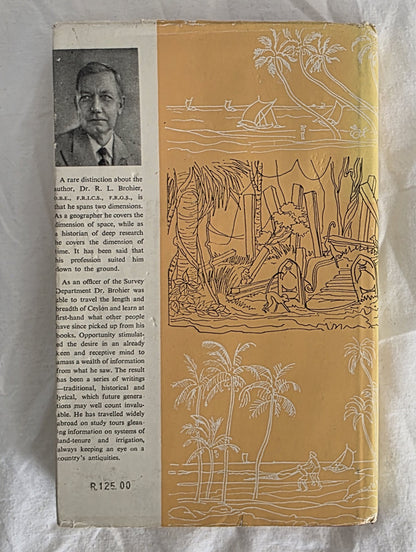 A rare distinction about the
author, Dr. R. L. Brohier,
O.B.E., F.R.I.C.S., F.R.G.S., is
that he spans two dimensions.
As a geographer he covers the
dimension of space, while as
a historian of deep research
he covers the dimension of
time. It has been said that
his profession suited him
down to the ground.
As an officer of the Survey
Department Dr. Brohier was
able to travel the length and
breadth of Ceylon and learn at
first-hand what other people
have since picked up from his
books. Opportunity stimulat-
ed the desire in an already
keen and receptive mind to
amass a wealth of information
from what he saw. The result
has been a series of writings
—traditional, historical and
lyrical, which future genera-
tions may well count invalu-
able. He has travelled widely
abroad on study tours glean-
ing information on systems of
land-tenure and irrigation,
always keeping an eye on a
country's antiquities.
R.125.00